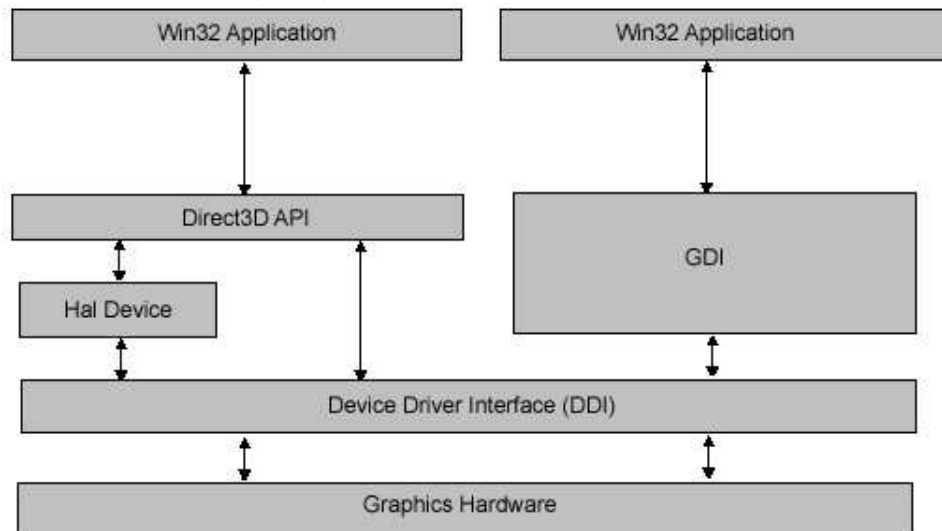 Win32 Application
Win32 Application
Direct3D API
GDI
Hal Device
Device Driver Interface (DDI)
Graphics Hardware